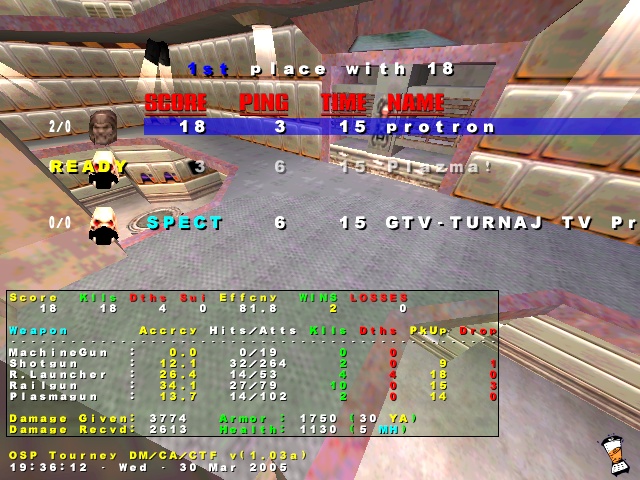 1st place with 18
SCORE PING TIME NAME
2/0 18 3 15 protron
READY 3 6 15 Plazma!
0/0 SPECT 6 15 GTV-TURNAJ TV Pr
Score Klls Dths Sui Effcny WINS LOSSES
18 18 4 0 81.8 2 0
Weapon Accrcy Hits/Atts Klls Dths PkUp Drop
MachineGun : 0.0 0/19 0 0
Shotgun : 12.1 32/264 2 0 9 1
R.Launcher : 26.4 14/53 4 4 18 0
Railgun : 34.1 27/79 10 0 15 3
Plasmagun : 13.7 14/102 2 0 14 0
Damage Given: 3774 Armor : 1750 (30 YA)
Damage Recvd: 2613 Health: 1130 (5 MH)
OSP Tourney DM/CA/CTF v(1.03a)
19:36:12 - Wed - 30 Mar 2005